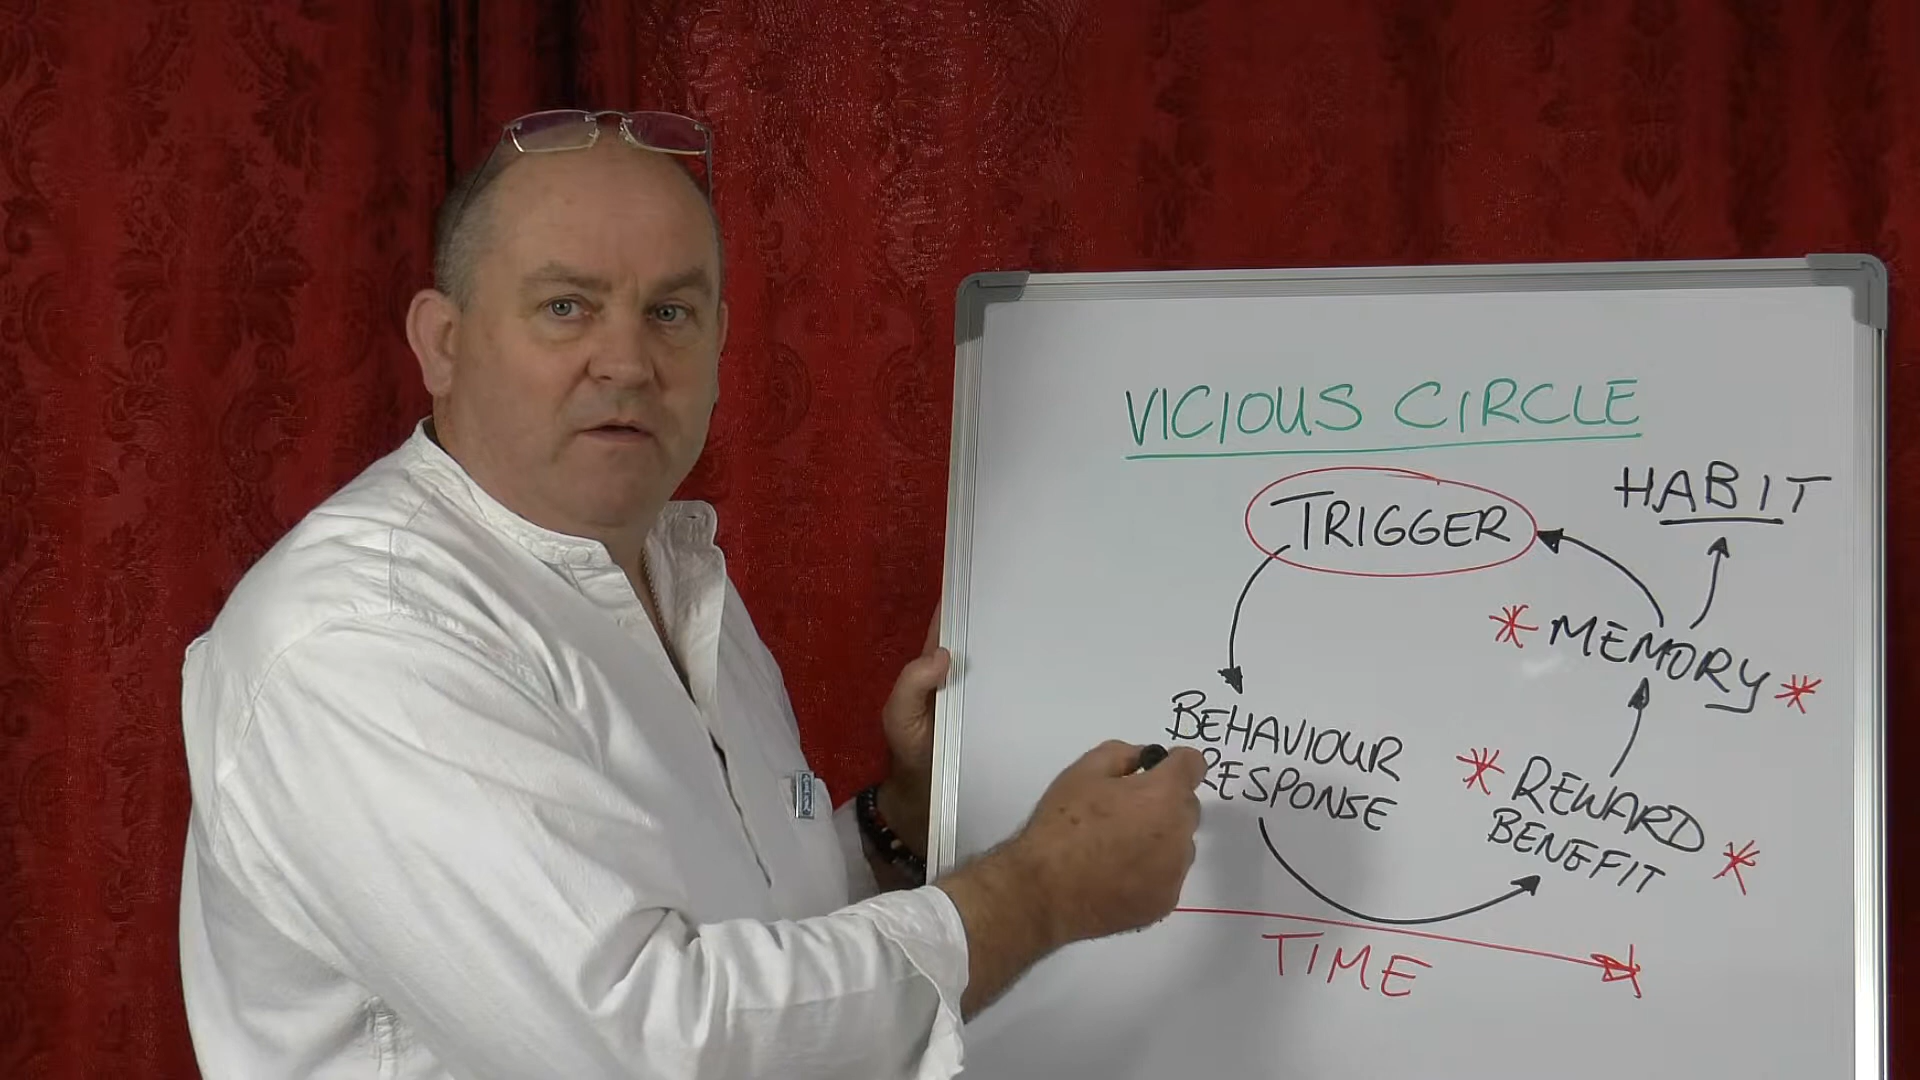 VICIOUS CIRCLE
HABIT
TRIGGER
* MEMORY *
BEHAVIOUR
RESPONSE
* REWARD
BENEFIT *
TIME